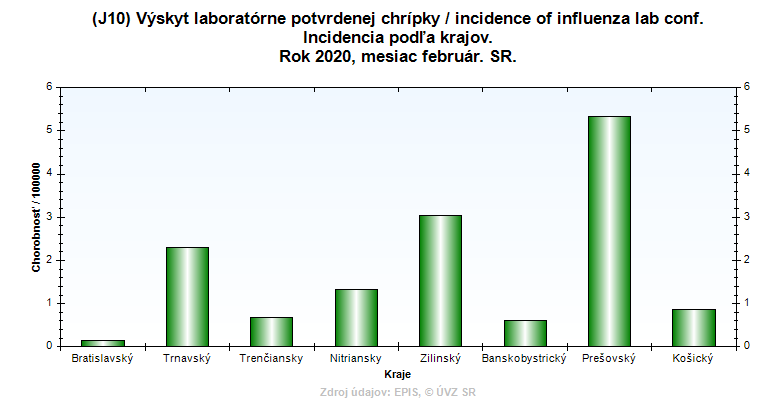 (J10) Výskyt laboratórne potvrdenej chrípky / incidence of influenza lab conf.
Incidencia podľa krajov.
Rok 2020, mesiac február. SR.
6 6
5 5
4 4
3 3
2 2
1 1
0 0
Chorobnosť / 100000
Bratislavský Trnavský Trenčiansky Nitriansky Zilinský Banskobystrický Prešovský Košický
Kraje
Zdroj údajov: EPIS, © ÚVZ SR